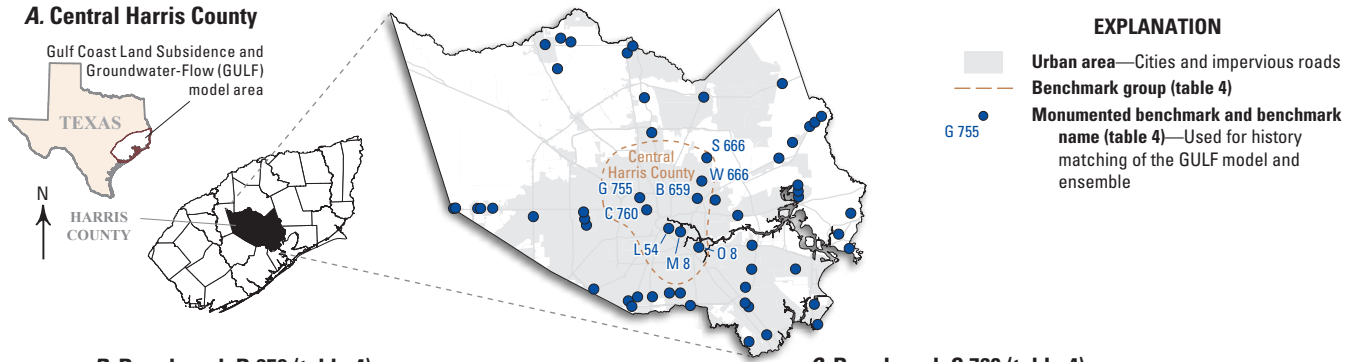 A. Central Harris County
Gulf Coast Land Subsidence and
Groundwater-Flow (GULF)
model area
TEXAS
N
HARRIS
COUNTY
Central
Harris County
S 666
W 666
G 755
B 659
C 760
L 54
M 8
O 8
EXPLANATION
Urban area—Cities and impervious roads
Benchmark group (table 4)
Monumented benchmark and benchmark
name (table 4)—Used for history
matching of the GULF model and
ensemble
G 755